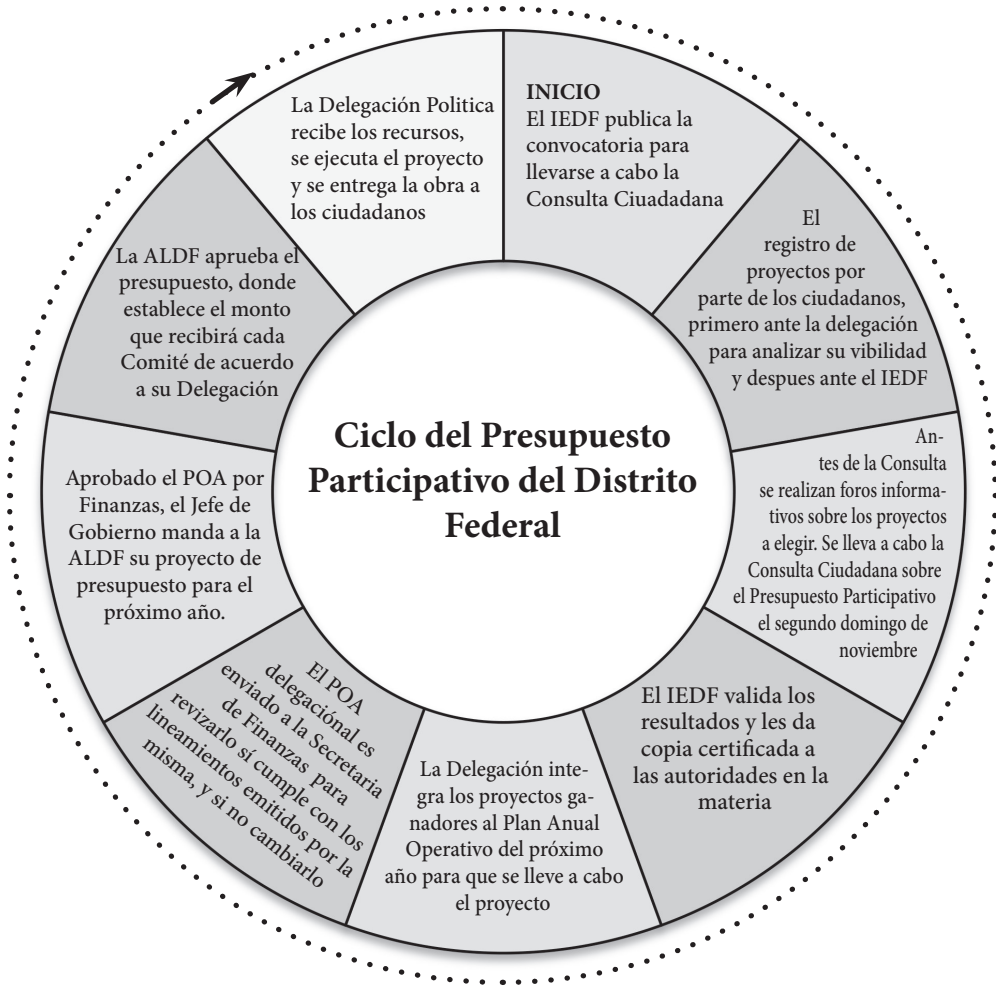 Ciclo del Presupuesto
Participativo del Distrito
Federal
INICIO
El IEDF publica la
convocatoria para
llevarse a cabo la
Consulta Ciuadadana
El
registro de
proyectos por
parte de los ciudadanos,
primero ante la delegación
para analizar su vibilidad
y despues ante el IEDF
An-
tes de la Consulta
se realizan foros informa-
tivos sobre los proyectos
a elegir. Se lleva a cabo la
Consulta Ciudadana sobre
el Presupuesto Participativo
el segundo domingo de
noviembre
El IEDF valida los
resultados y les da
copia certificada a
las autoridades en la
materia
La Delegación inte-
gra los proyectos ga-
nadores al Plan Anual
Operativo del próximo
año para que se lleve a cabo
el proyecto
El POA
delegaciónal es
enviado a la Secretaria
de Finanzas para
revizarlo sí cumple con los
lineamientos emitidos por la
misma, y si no cambiarlo
Aprobado el POA por
Finanzas, el Jefe de
Gobierno manda a la
ALDF su proyecto de
presupuesto para el
próximo año.
La ALDF aprueba el
presupuesto, donde
establece el monto
que recibirá cada
Comité de acuerdo
a su Delegación
La Delegación Politica
recibe los recursos,
se ejecuta el proyecto
y se entrega la obra a
los ciudadanos